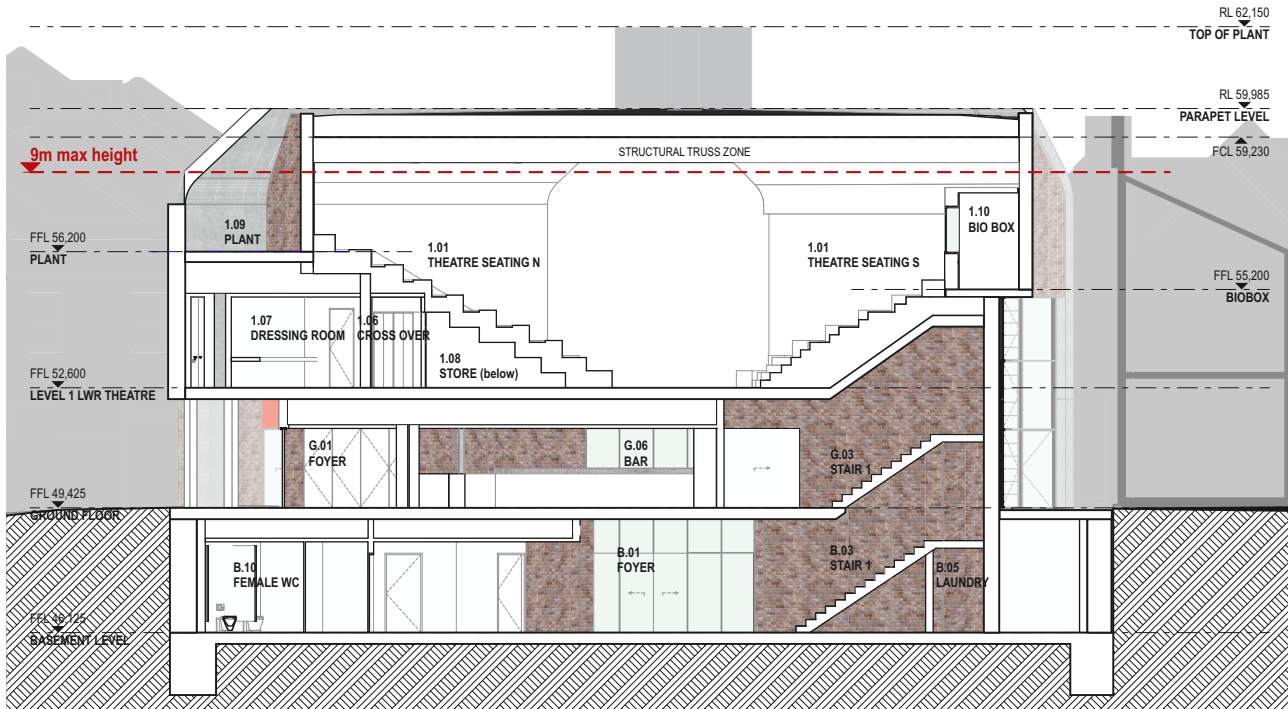 RL 62,150
TOP OF PLANT
RL 59,985
PARAPET LEVEL
9m max height
STRUCTURAL TRUSS ZONE
FCL 59,230
1.09
PLANT
1.10
BIO BOX
FFL 56,200
PLANT
1.01
THEATRE SEATING N
1.01
THEATRE SEATING S
FFL 55,200
BIOBOX
1.07
DRESSING ROOM
1.06
CROSS OVER
1.08
STORE (below)
FFL 52,600
LEVEL 1 LWR THEATRE
G.01
FOYER
G.06
BAR
G.03
STAIR 1
FFL 49,425
GROUND FLOOR
B.10
FEMALE WC
B.01
FOYER
B.03
STAIR 1
B.05
LAUNDRY
FFL 46,125
BASEMENT LEVEL